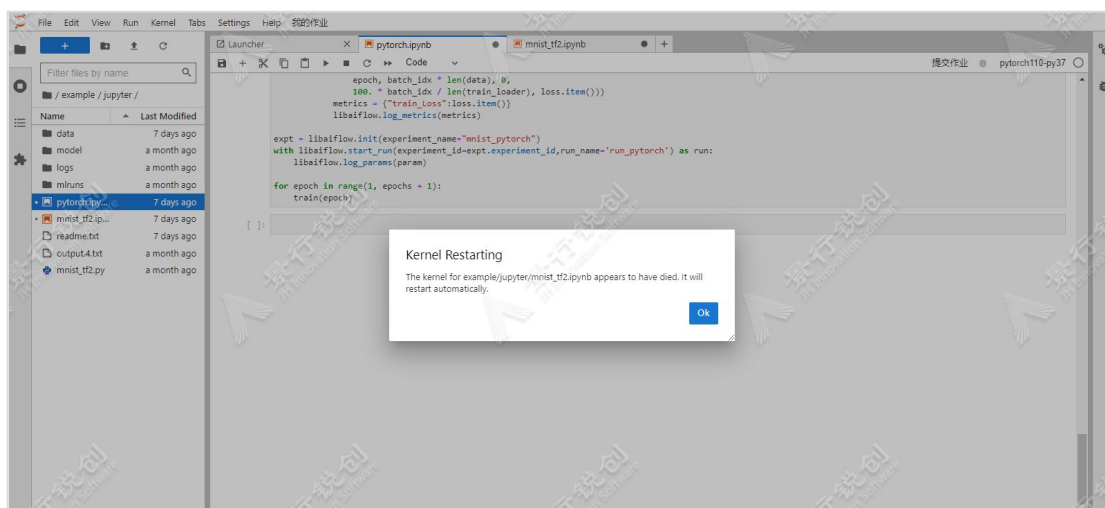 File Edit View Run Kernel Tabs Settings Help 我的作业
Launcher
pytorch.ipynb
mnist_tf2.ipynb
Code
提交作业
pytorch110-py37
Filter files by name
/ example / jupyter /
Name Last Modified
data 7 days ago
model a month ago
logs a month ago
mlruns a month ago
pytorch.ipy... 7 days ago
mnist_tf2.ip... 7 days ago
readme.txt 7 days ago
output.4.txt a month ago
mnist_tf2.py a month ago
epoch, batch_idx * len(data), 0,
100. * batch_idx / len(train_loader), loss.item()))
metrics = {"train_Loss":loss.item()}
libaiflow.log_metrics(metrics)
expt = libaiflow.init(experiment_name="mnist_pytorch")
with libaiflow.start_run(experiment_id=expt.experiment_id,run_name='run_pytorch') as run:
libaiflow.log_params(param)
for epoch in range(1, epochs + 1):
train(epoch)
[ ]:
Kernel Restarting
The kernel for example/jupyter/mnist_tf2.ipynb appears to have died. It will
restart automatically.
Ok
景行锐创